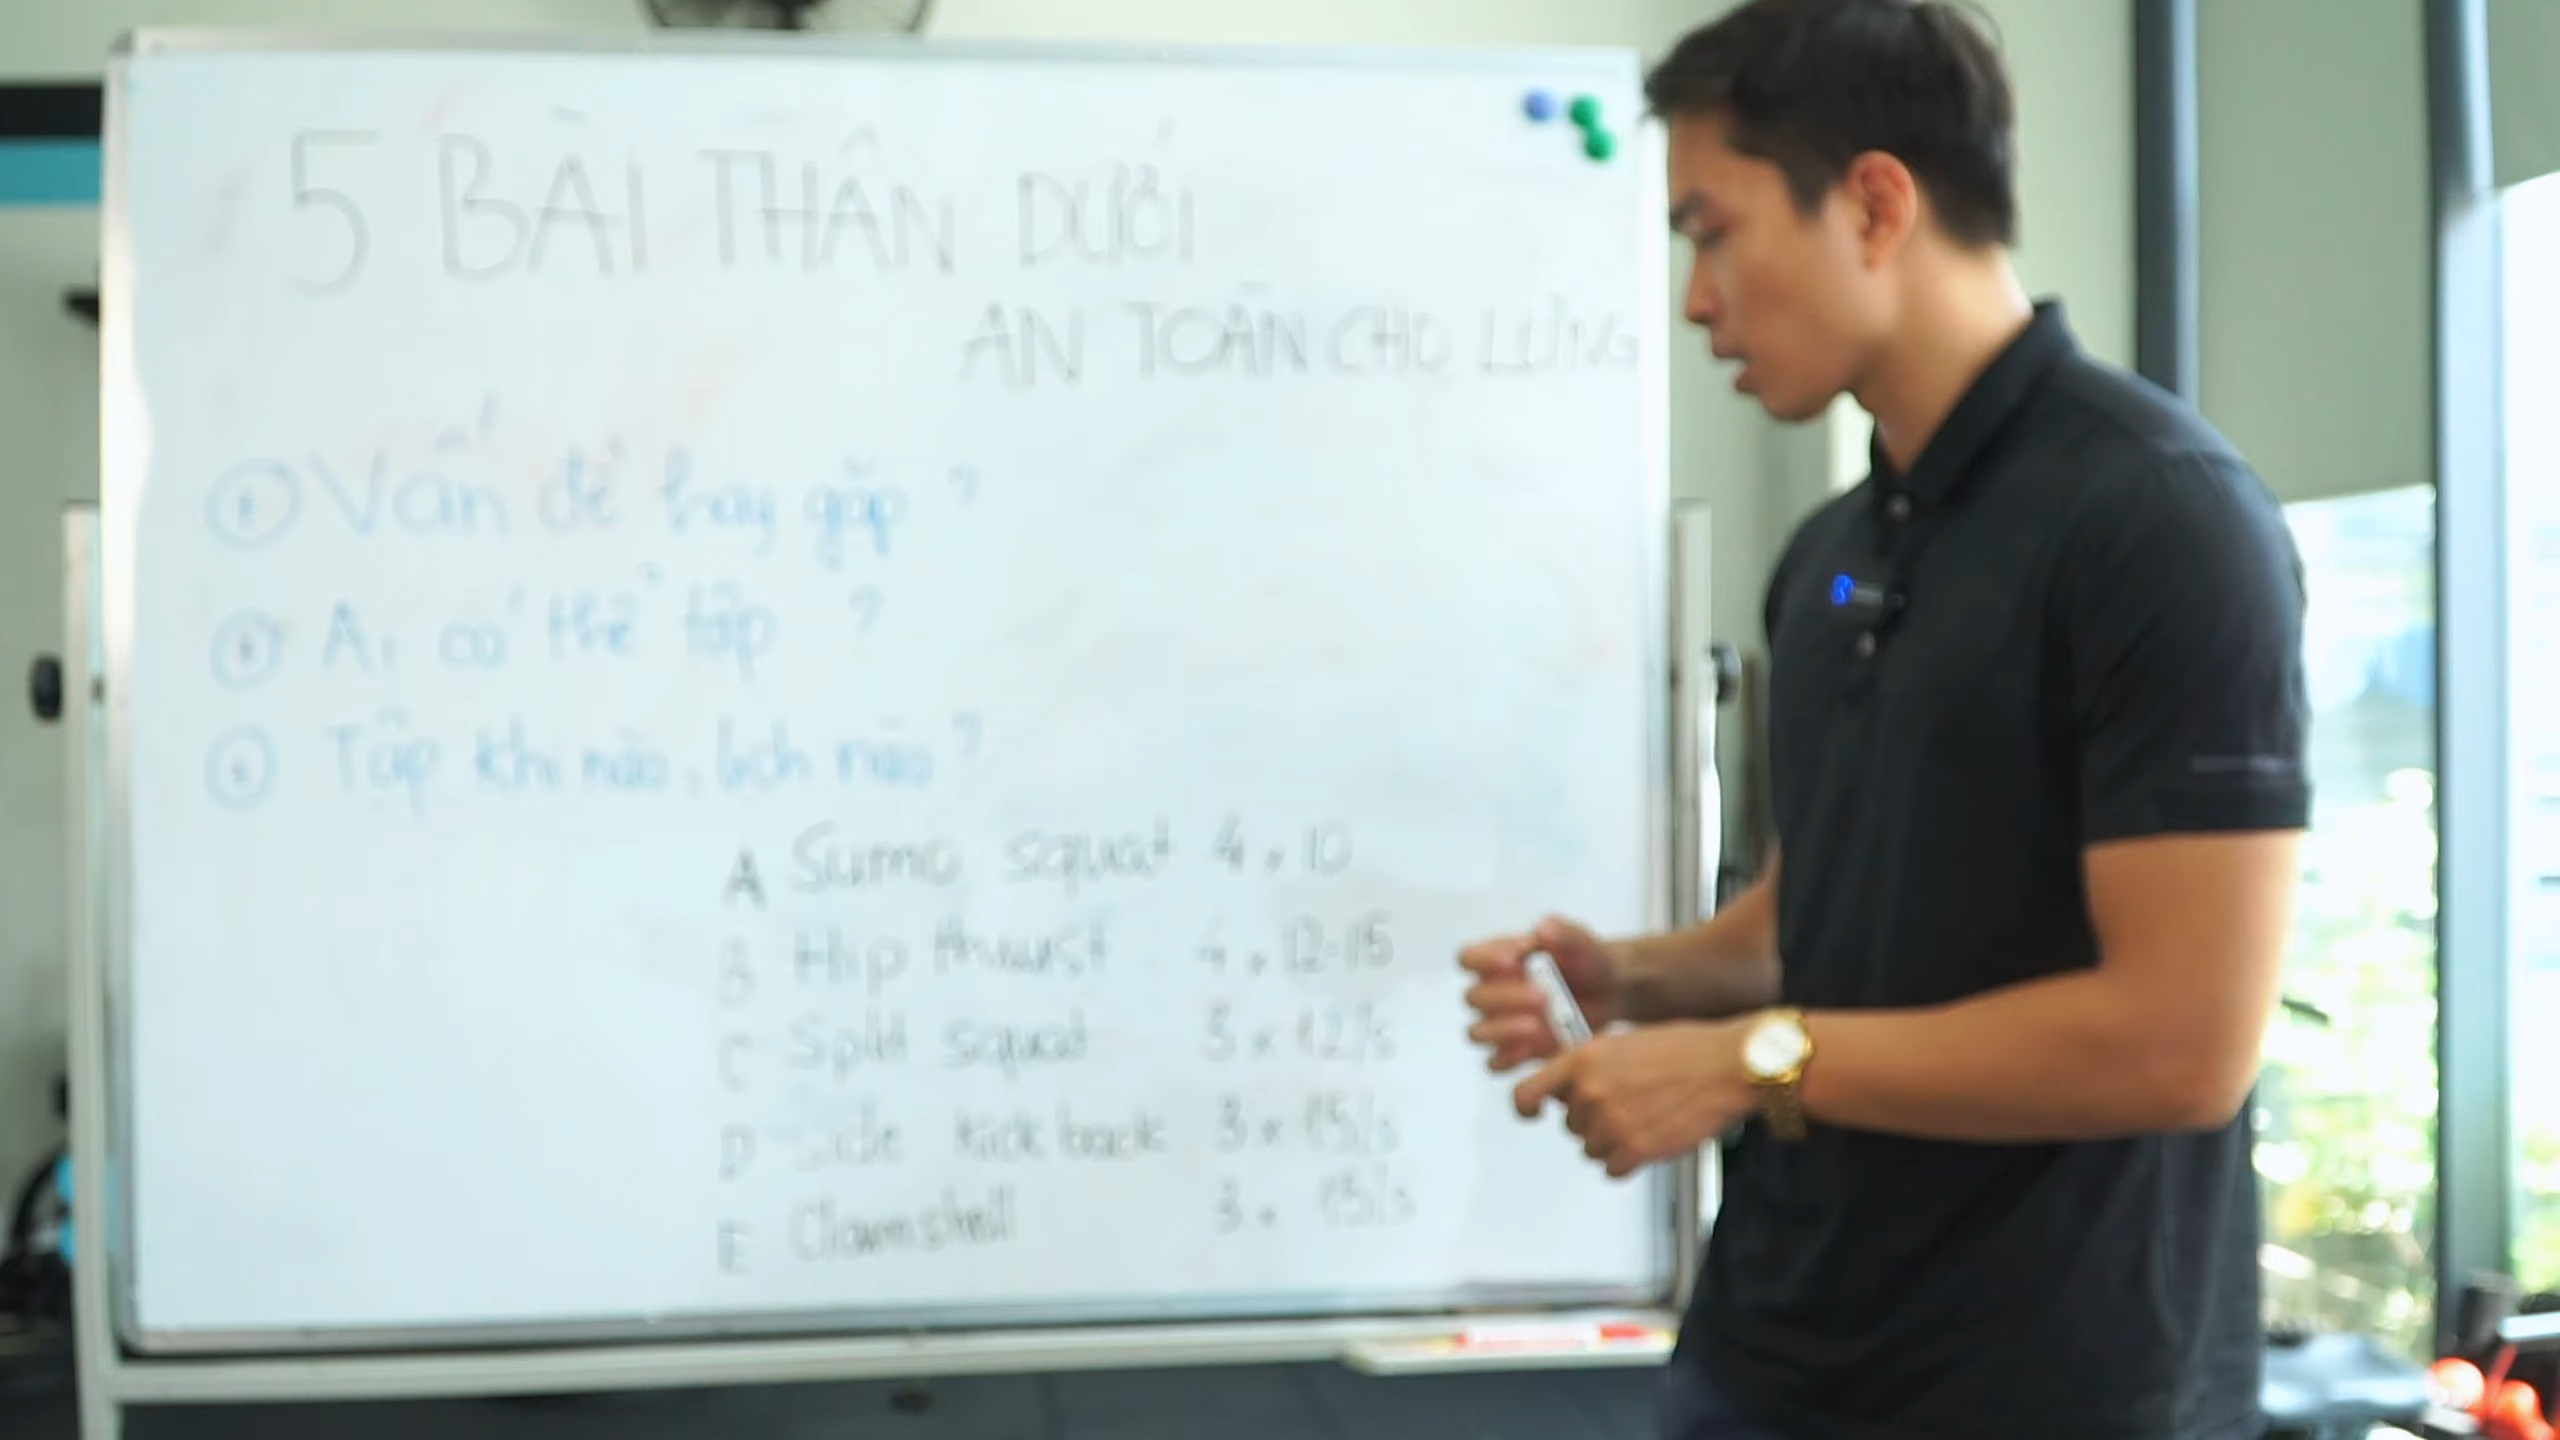 5 BÀI THÂN DƯỚI
AN TOÀN CHO LƯNG
① Vấn đề hay gặp ?
② Ai có thể tập ?
③ Tập khi nào, lịch nào ?
A Sumo squat 4 x 10
B Hip thrust 4 x 12-15
C Split squat 3 x 12/s
D Side kick back 3 x 15/s
E Clamshell 3 x 15/s